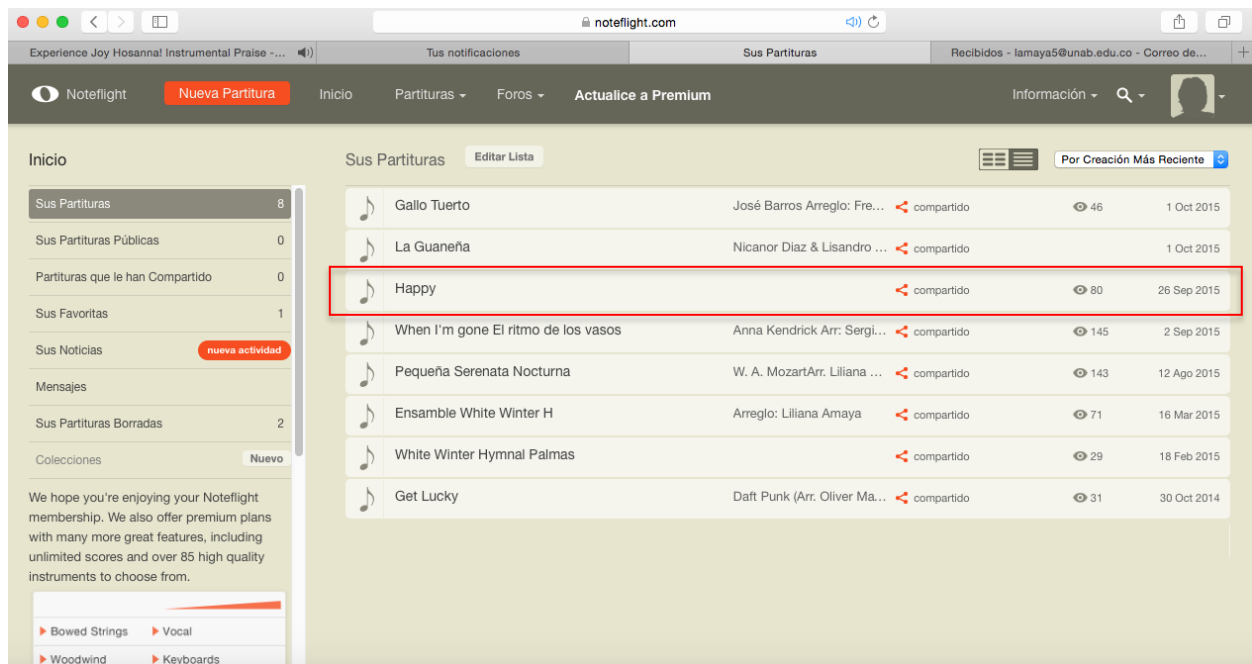 noteflight.com
Experience Joy Hosanna! Instrumental Praise -... Tus notificaciones Sus Partituras Recibidos - lamaya5@unab.edu.co - Correo de...
Noteflight Nueva Partitura Inicio Partituras Foros Actualice a Premium Información
Inicio
Sus Partituras 8
Sus Partituras Públicas 0
Partituras que le han Compartido 0
Sus Favoritas 1
Sus Noticias nueva actividad
Mensajes
Sus Partituras Borradas 2
Colecciones Nuevo
We hope you're enjoying your Noteflight
membership. We also offer premium plans
with many more great features, including
unlimited scores and over 85 high quality
instruments to choose from.
Bowed Strings Vocal
Woodwind Keyboards
Sus Partituras Editar Lista Por Creación Más Reciente
Gallo Tuerto José Barros Arreglo: Fre... compartido 46 1 Oct 2015
La Guaneña Nicanor Diaz & Lisandro ... compartido 1 Oct 2015
Happy compartido 80 26 Sep 2015
When I'm gone El ritmo de los vasos Anna Kendrick Arr: Sergi... compartido 145 2 Sep 2015
Pequeña Serenata Nocturna W. A. MozartArr. Liliana ... compartido 143 12 Ago 2015
Ensamble White Winter H Arreglo: Liliana Amaya compartido 71 16 Mar 2015
White Winter Hymnal Palmas compartido 29 18 Feb 2015
Get Lucky Daft Punk (Arr. Oliver Ma... compartido 31 30 Oct 2014